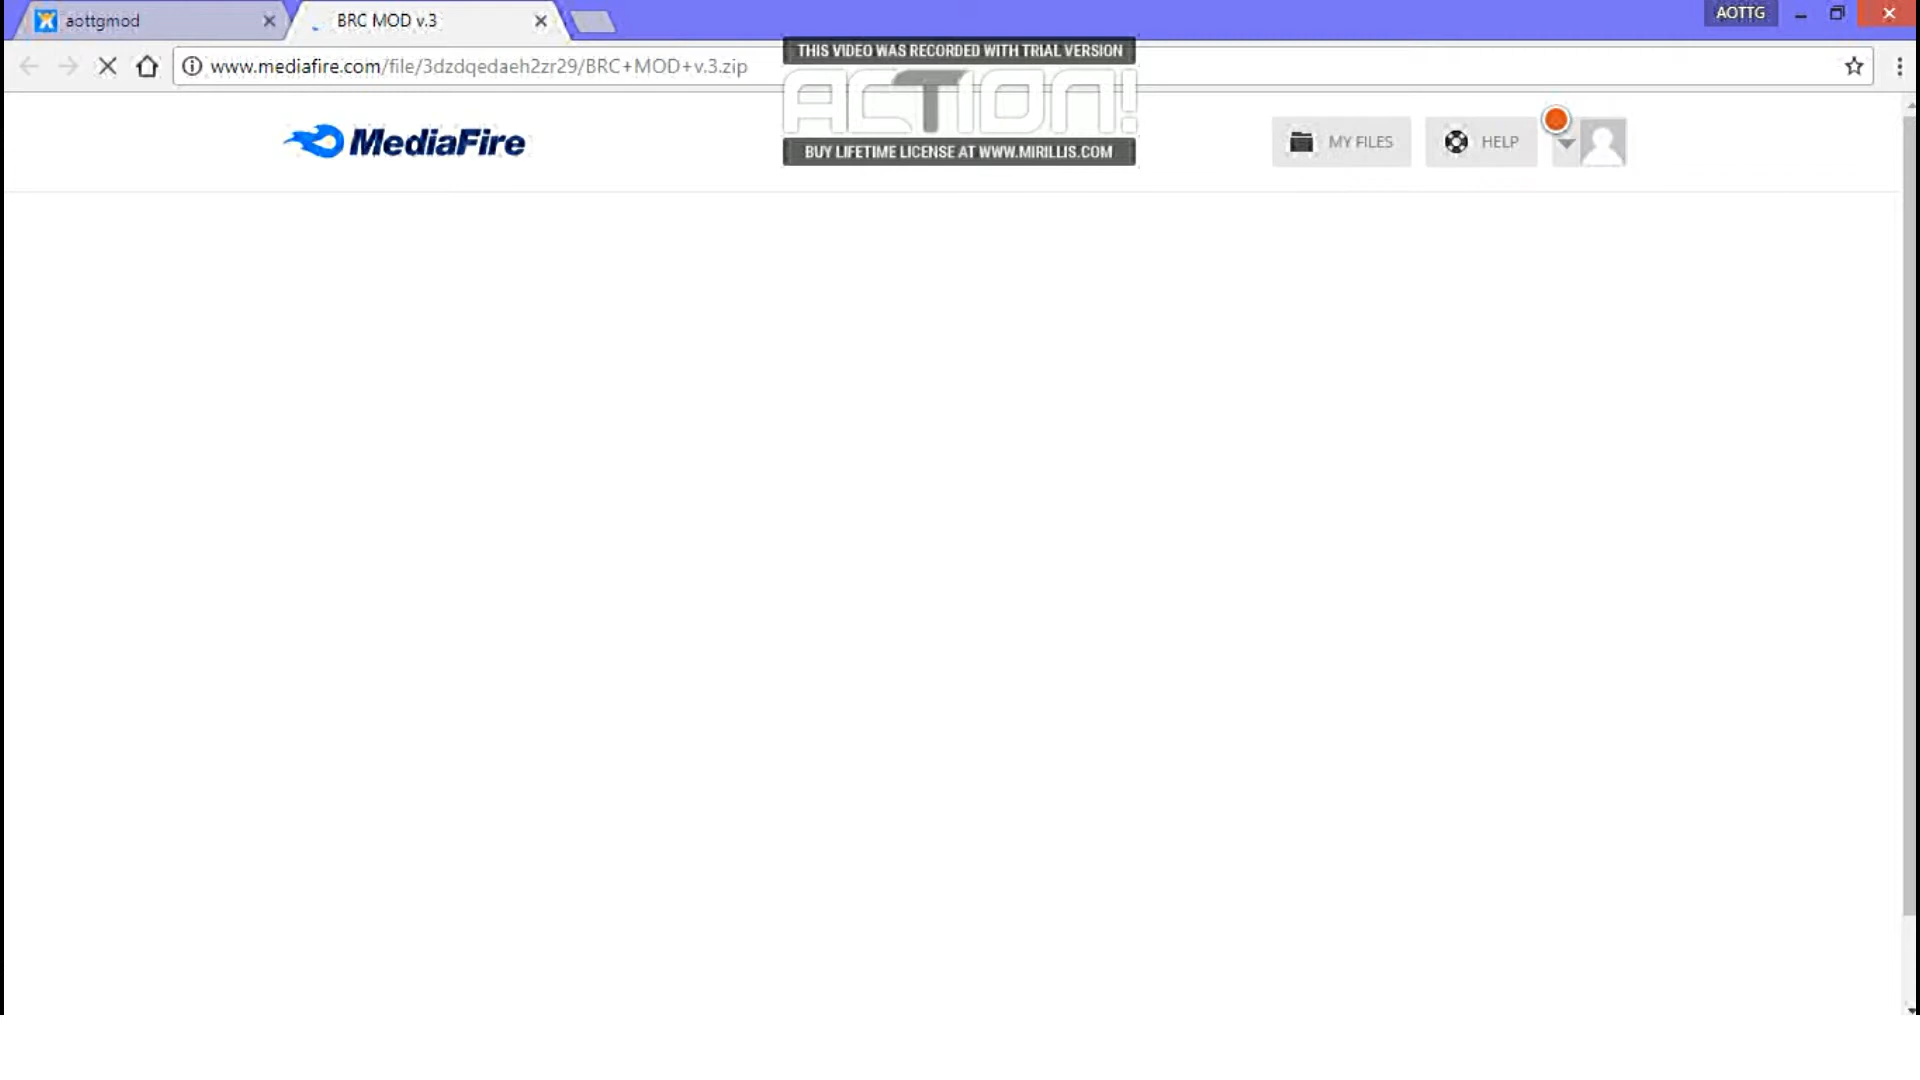 aottgmod
BRC MOD v.3
AOTTG
www.mediafire.com/file/3dzdqedaeh2zr29/BRC+MOD+v.3.zip
THIS VIDEO WAS RECORDED WITH TRIAL VERSION
ACTION!
BUY LIFETIME LICENSE AT WWW.MIRILLIS.COM
MediaFire
MY FILES
HELP